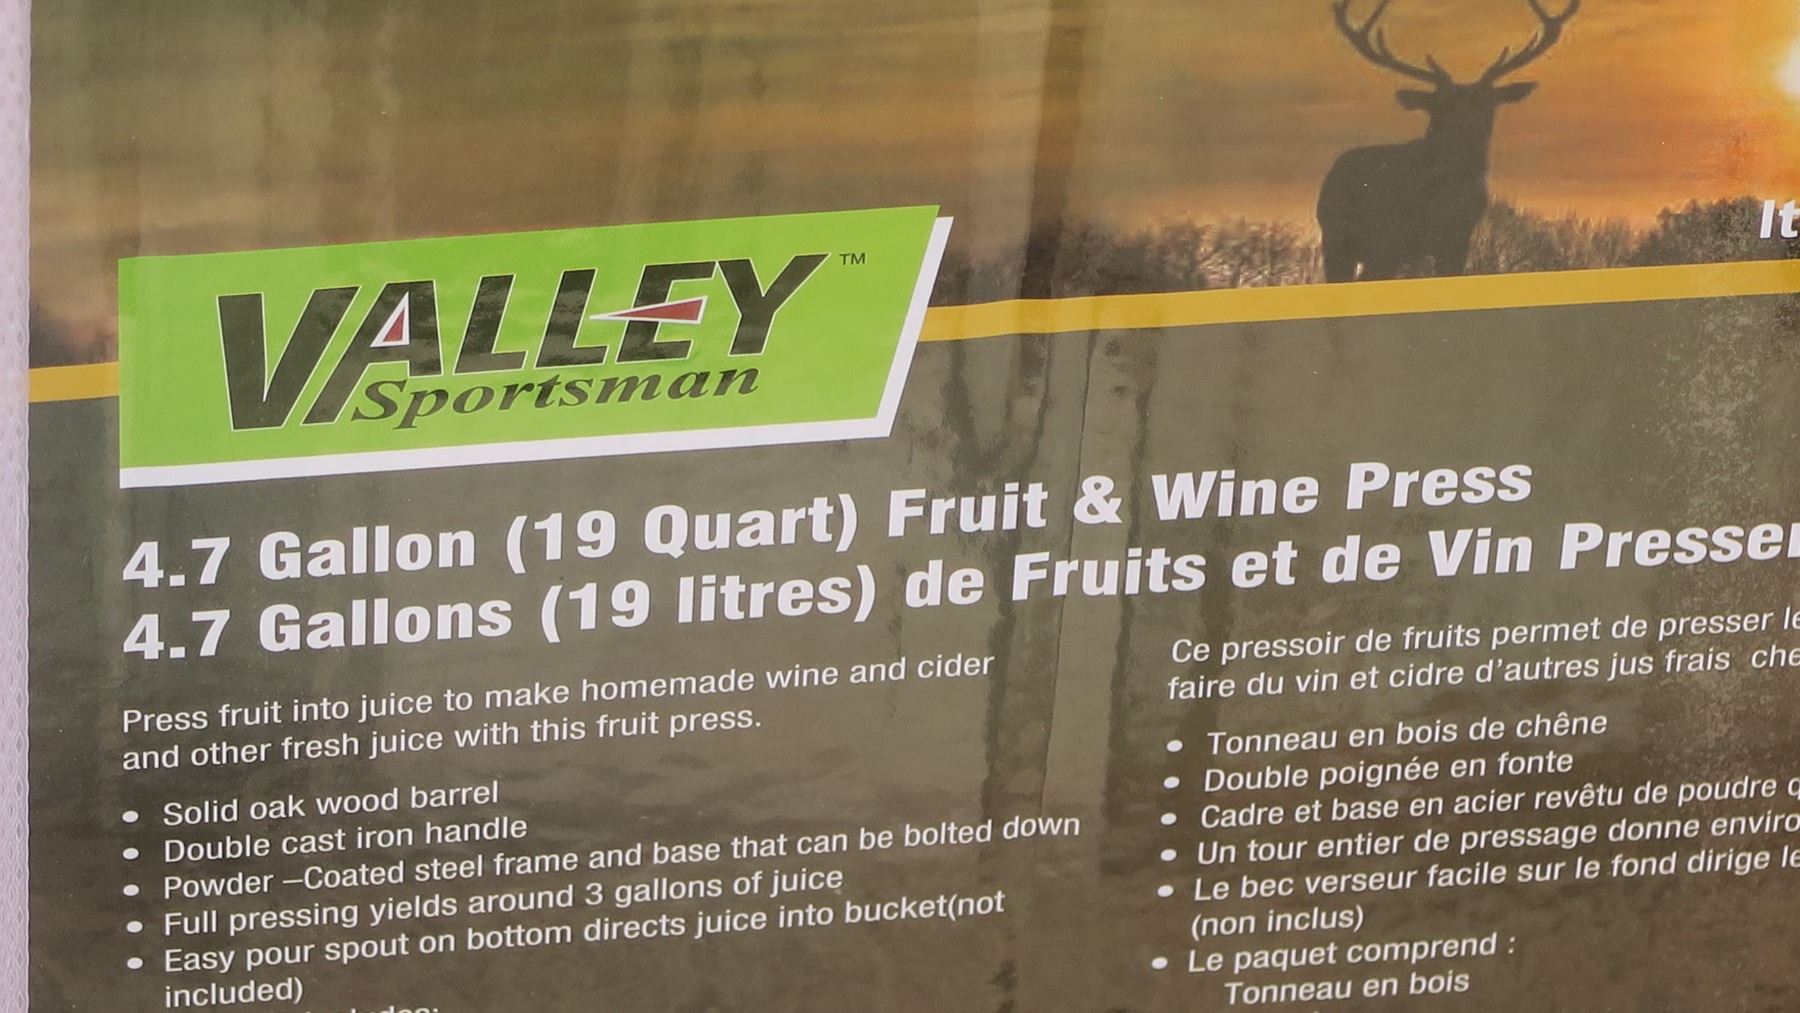 VALLEY™
Sportsman
It
4.7 Gallon (19 Quart) Fruit & Wine Press
4.7 Gallons (19 litres) de Fruits et de Vin Presser
Press fruit into juice to make homemade wine and cider
and other fresh juice with this fruit press.
• Solid oak wood barrel
• Double cast iron handle
• Powder –Coated steel frame and base that can be bolted down
• Full pressing yields around 3 gallons of juice
• Easy pour spout on bottom directs juice into bucket(not
included)
Ce pressoir de fruits permet de presser le
faire du vin et cidre d'autres jus frais che
• Tonneau en bois de chêne
• Double poignée en fonte
• Cadre et base en acier revêtu de poudre q
• Un tour entier de pressage donne enviro
• Le bec verseur facile sur le fond dirige le
(non inclus)
• Le paquet comprend :
Tonneau en bois